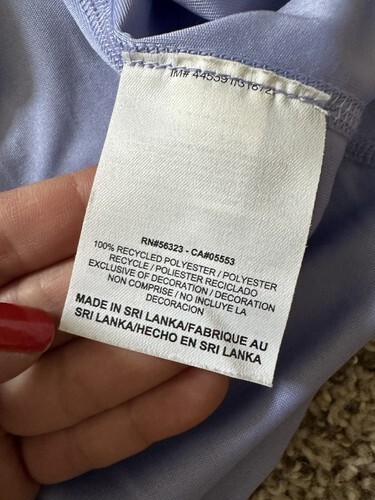 RN#56323 - CA#05553
100% RECYCLED POLYESTER / POLYESTER
RECYCLE / POLIESTER RECICLADO
EXCLUSIVE OF DECORATION / DECORATION
NON COMPRISE / NO INCLUYE LA
DECORACION
MADE IN SRI LANKA/FABRIQUE AU
SRI LANKA/HECHO EN SRI LANKA